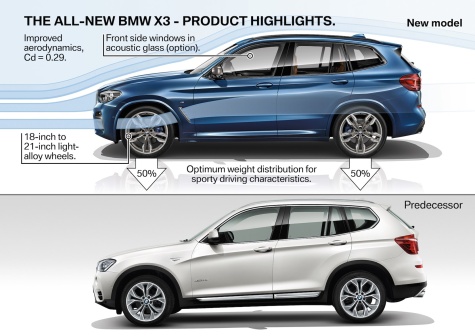 THE ALL-NEW BMW X3 - PRODUCT HIGHLIGHTS.
New model
Improved
aerodynamics,
Cd = 0.29.
Front side windows in
acoustic glass (option).
18-inch to
21-inch light-
alloy wheels.
50%
Optimum weight distribution for
sporty driving characteristics.
50%
Predecessor